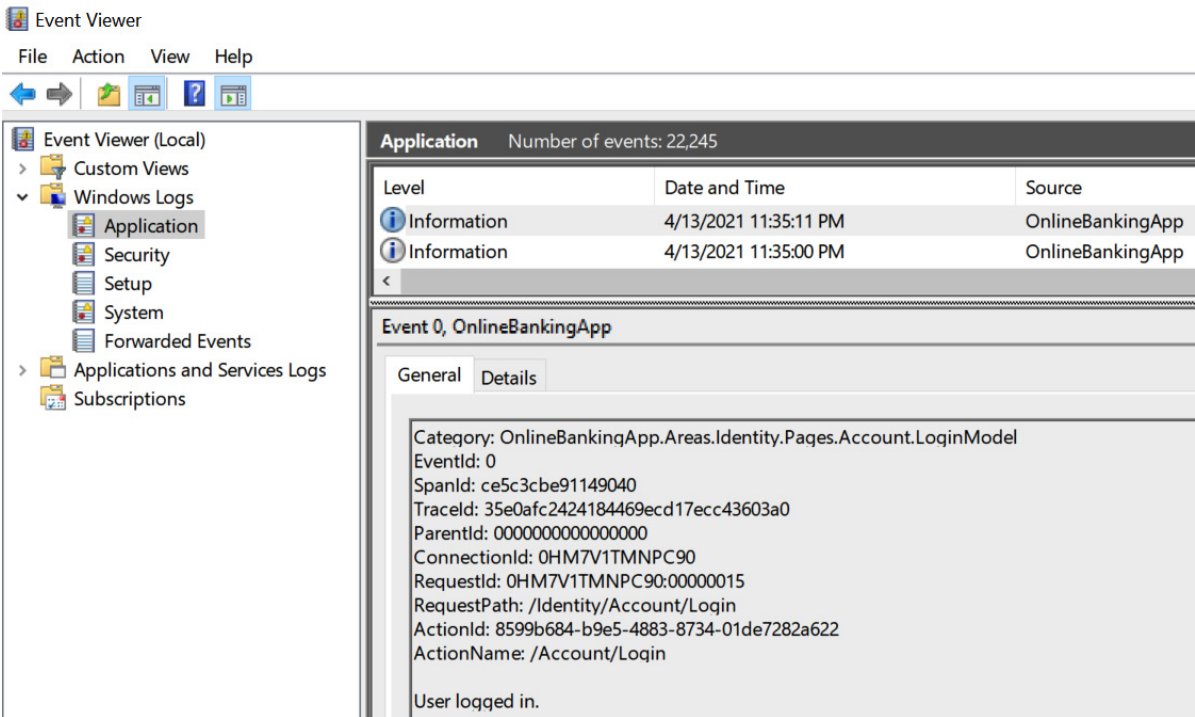 Event Viewer
File Action View Help
Event Viewer (Local)
Custom Views
Windows Logs
Application
Security
Setup
System
Forwarded Events
Applications and Services Logs
Subscriptions
Application Number of events: 22,245
Level Date and Time Source
Information 4/13/2021 11:35:11 PM OnlineBankingApp
Information 4/13/2021 11:35:00 PM OnlineBankingApp
Event 0, OnlineBankingApp
General Details
Category: OnlineBankingApp.Areas.Identity.Pages.Account.LoginModel
EventId: 0
SpanId: ce5c3cbe91149040
TraceId: 35e0afc2424184469ecd17ecc43603a0
ParentId: 0000000000000000
ConnectionId: 0HM7V1TMNPC90
RequestId: 0HM7V1TMNPC90:00000015
RequestPath: /Identity/Account/Login
ActionId: 8599b684-b9e5-4883-8734-01de7282a622
ActionName: /Account/Login
User logged in.